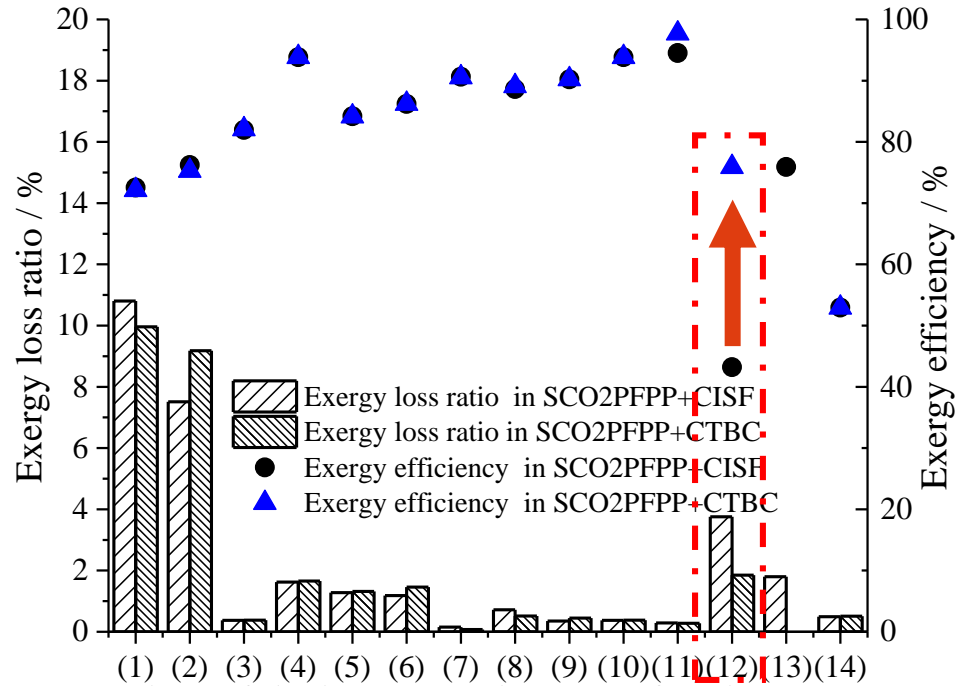 Exergy loss ratio / %
20
18
16
14
12
10
8
6
4
2
0
Exergy loss ratio in SCO2PFPP+CISF
Exergy loss ratio in SCO2PFPP+CTBC
Exergy efficiency in SCO2PFPP+CISF
Exergy efficiency in SCO2PFPP+CTBC
100
80
60
40
20
0
Exergy efficiency / %
(1) (2) (3) (4) (5) (6) (7) (8) (9) (10) (11) (12) (13) (14)